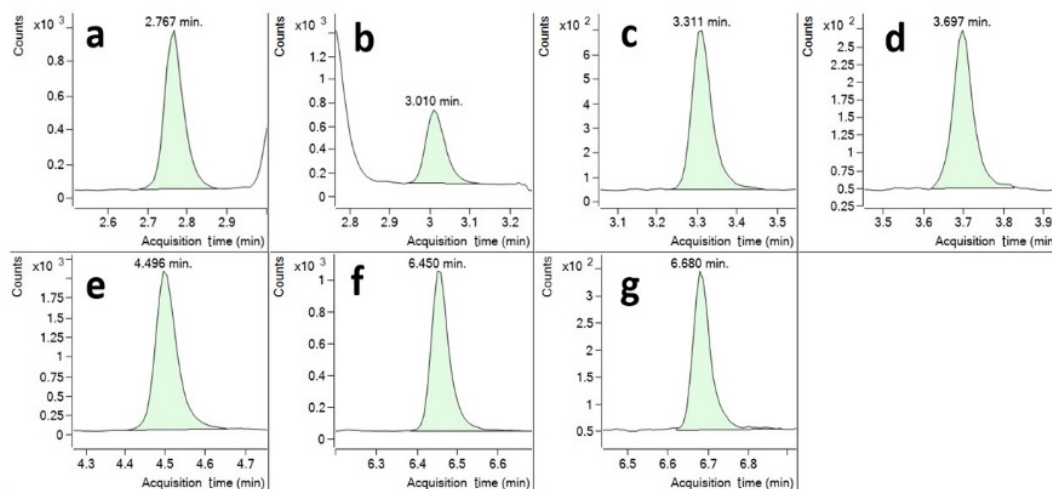 a
Counts
x10 3
2.767 min.
0.8
0.6
0.4
0.2
0
2.6 2.7 2.8 2.9
Acquisition time (min)
b
Counts
x10 3
3.010 min.
1.4
1.2
1
0.8
0.6
0.4
0.2
0
2.8 2.9 3 3.1 3.2
Acquisition time (min)
c
Counts
x10 2
3.311 min.
6
5
4
3
2
1
0
3.1 3.2 3.3 3.4 3.5
Acquisition time (min)
d
Counts
x10 2
3.697 min.
2.5
2.25
2
1.75
1.5
1.25
1
0.75
0.5
0.25
3.5 3.6 3.7 3.8 3.9
Acquisition time (min)
e
Counts
x10 3
4.496 min.
1.75
1.5
1.25
1
0.75
0.5
0.25
0
4.3 4.4 4.5 4.6 4.7
Acquisition time (min)
f
Counts
x10 3
6.450 min.
1
0.8
0.6
0.4
0.2
0
6.3 6.4 6.5 6.6
Acquisition time (min)
g
Counts
x10 2
6.680 min.
3.5
3
2.5
2
1.5
1
0.5
6.5 6.6 6.7 6.8
Acquisition time (min)